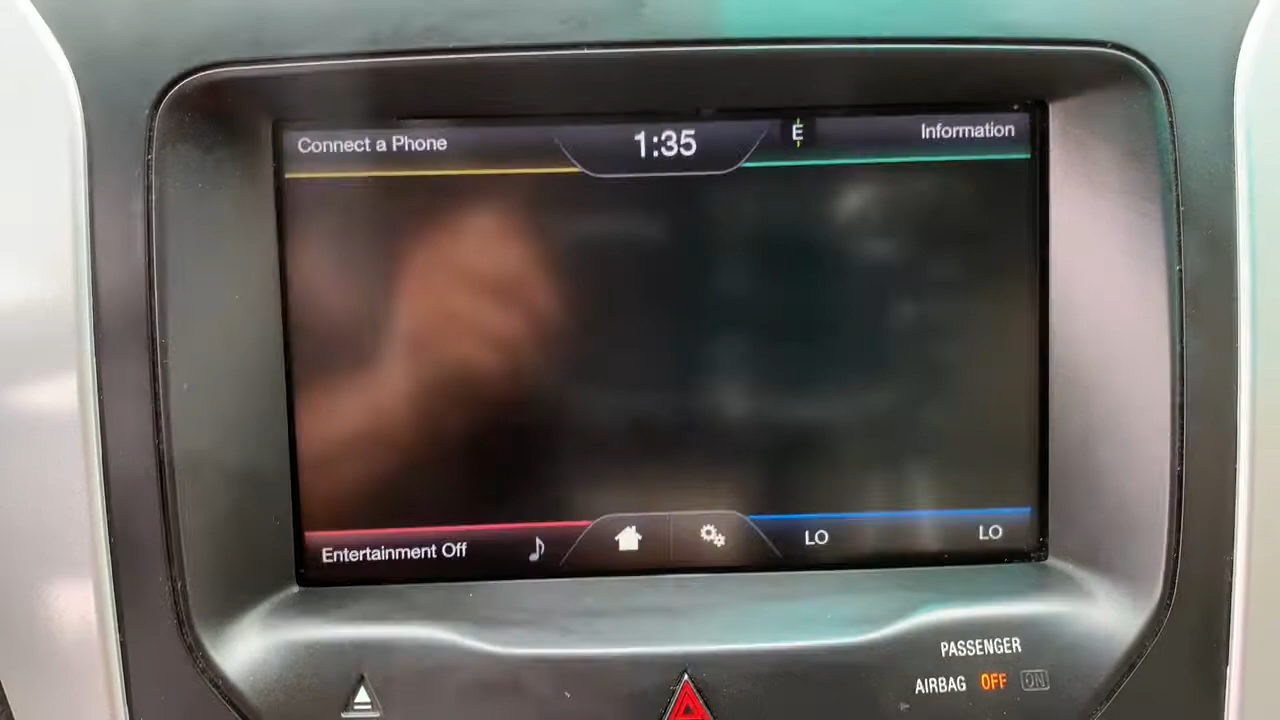 Connect a Phone
1:35
E
Information
Entertainment Off
LO
LO
PASSENGER
AIRBAG OFF ON